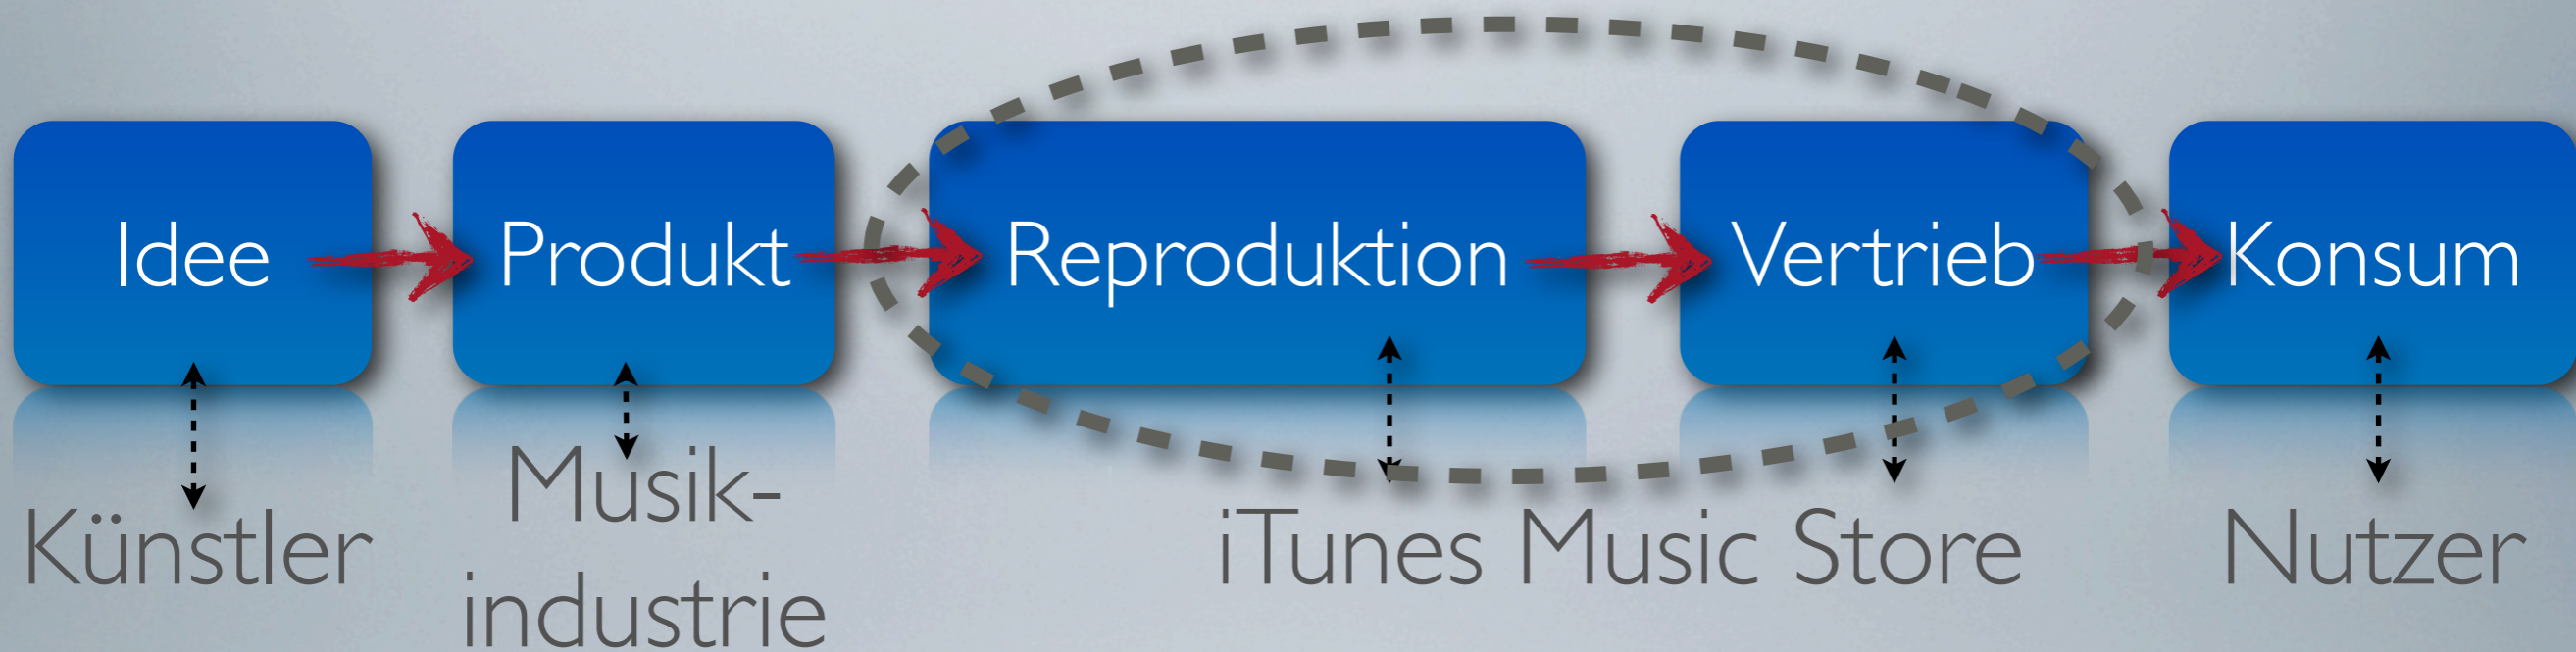 Idee
Produkt
Reproduktion
Vertrieb
Konsum
Künstler
Musik-
industrie
iTunes Music Store
Nutzer